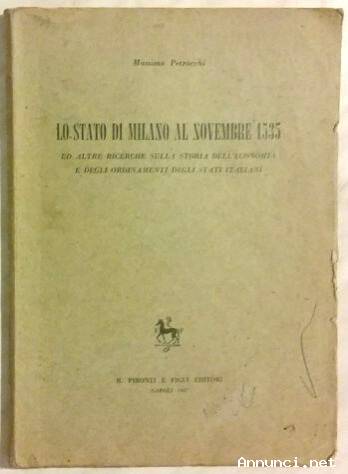 Massimo Petrocchi
LO STATO DI MILANO AL NOVEMBRE 1535
ED ALTRE RICERCHE SULLA STORIA DELL'ECONOMIA
E DEGLI ORDINAMENTI DEGLI STATI ITALIANI
R. PIRONTI E FIGLI EDITORI
NAPOLI
Annunci.net